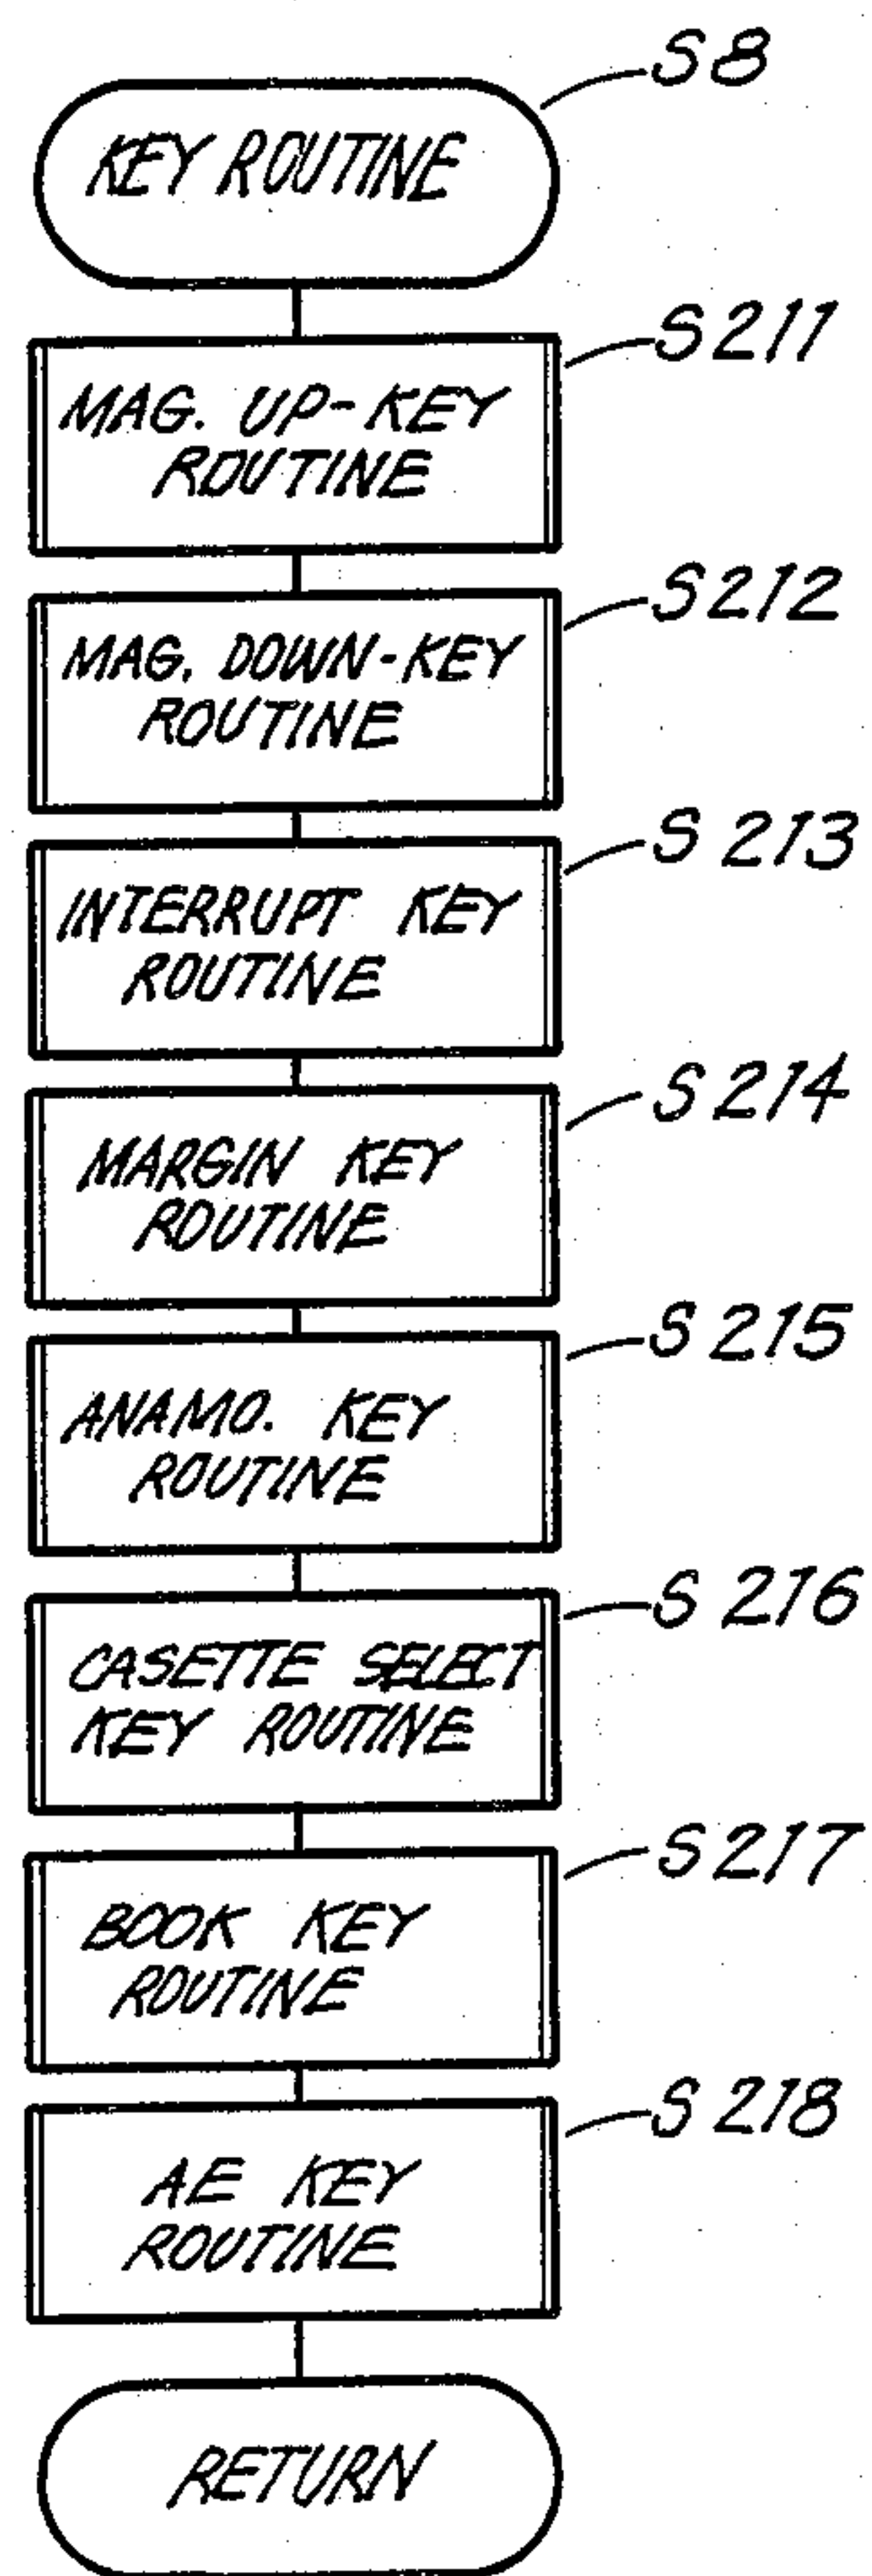 S8
KEY ROUTINE
S211
MAG. UP-KEY
ROUTINE
S212
MAG. DOWN-KEY
ROUTINE
S213
INTERRUPT KEY
ROUTINE
S214
MARGIN KEY
ROUTINE
S215
ANAMO. KEY
ROUTINE
S216
CASETTE SELECT
KEY ROUTINE
S217
BOOK KEY
ROUTINE
S218
AE KEY
ROUTINE
RETURN